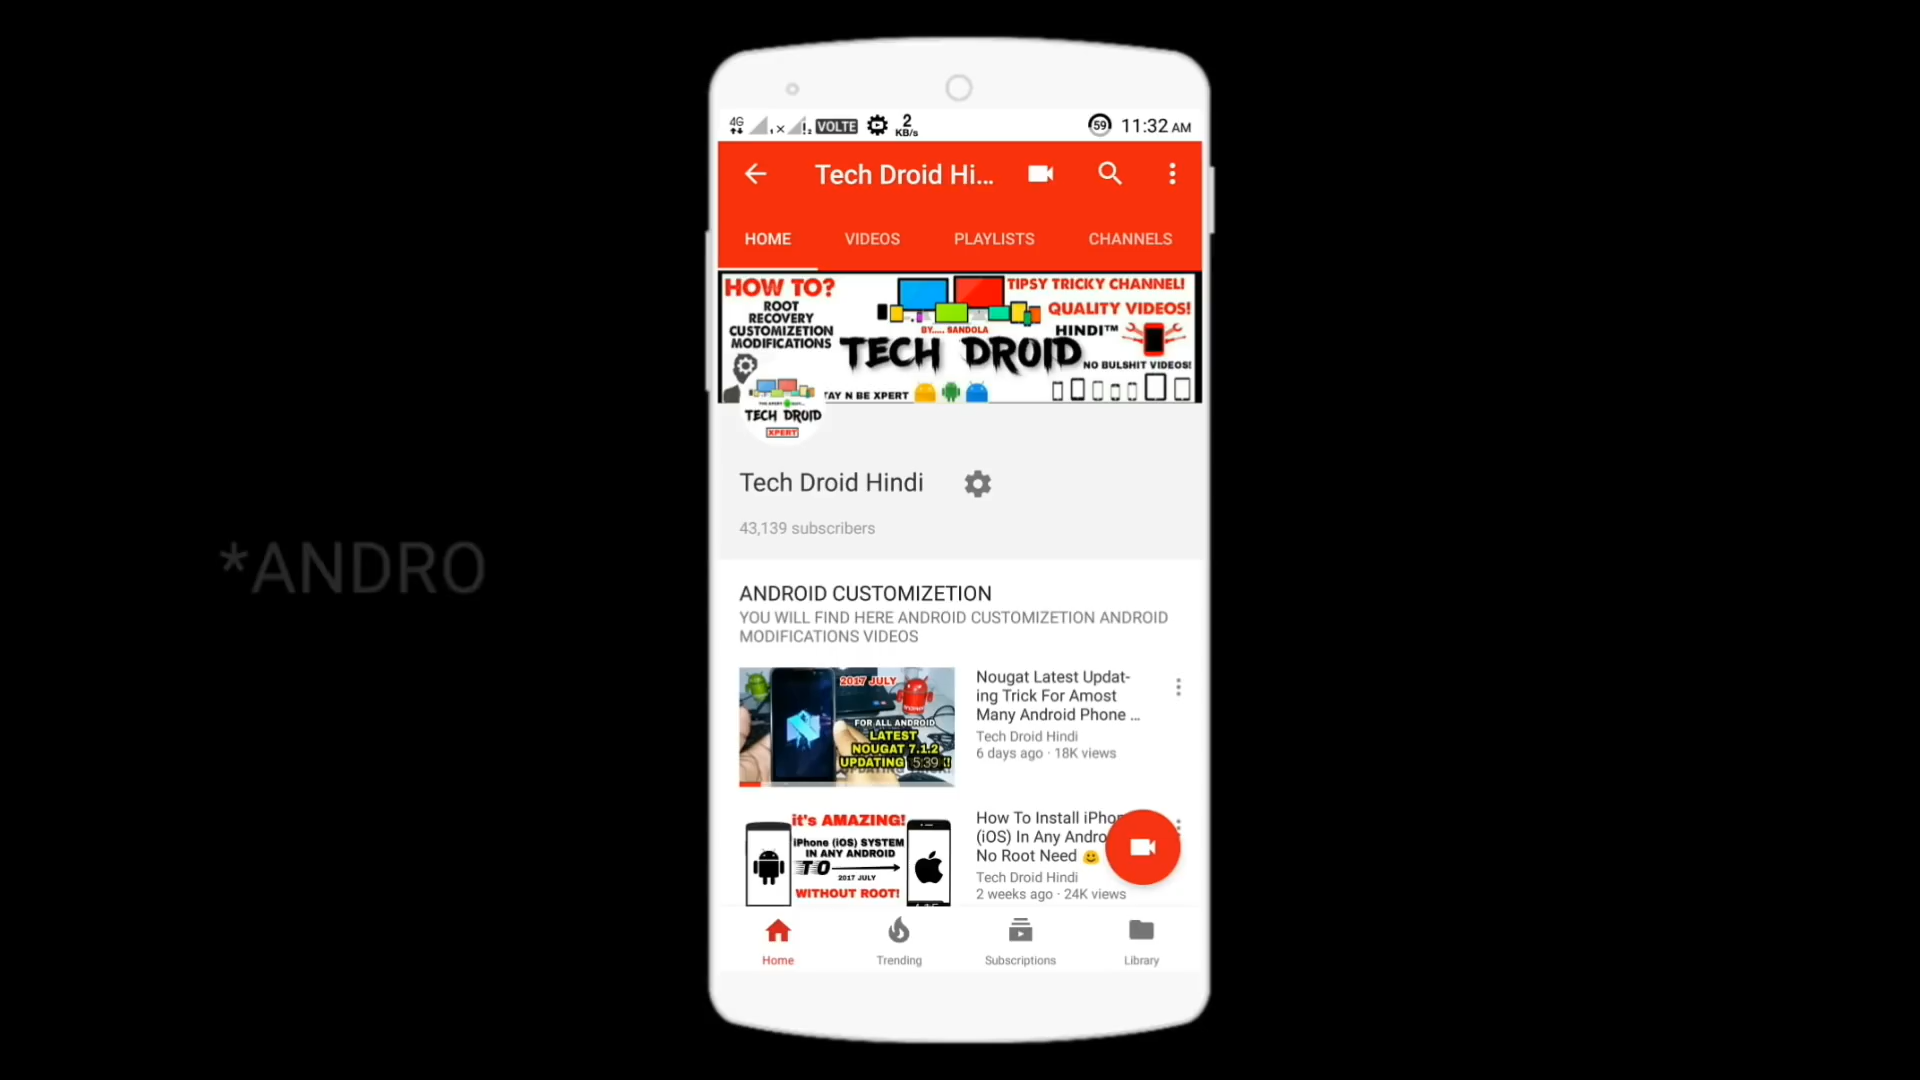 4G VOLTE 2 KB/s 59 11:32 AM
Tech Droid Hi...
HOME VIDEOS PLAYLISTS CHANNELS
HOW TO?
ROOT
RECOVERY
CUSTOMIZETION
MODIFICATIONS
TIPSY TRICKY CHANNEL!
QUALITY VIDEOS!
BY..... SANDOLA
HINDI™
TECH DROID
NO BULSHIT VIDEOS!
TAY N BE XPERT
TECH DROID
XPERT
Tech Droid Hindi
43,139 subscribers
*ANDRO
ANDROID CUSTOMIZETION
YOU WILL FIND HERE ANDROID CUSTOMIZETION ANDROID
MODIFICATIONS VIDEOS
2017 JULY
FOR ALL ANDROID
LATEST
NOUGAT 7.1.2
UPDATING
5:39
Nougat Latest Updat-
ing Trick For Amost
Many Android Phone ...
Tech Droid Hindi
6 days ago · 18K views
it's AMAZING!
iPhone (iOS) SYSTEM
IN ANY ANDROID
TO
2017 JULY
WITHOUT ROOT!
How To Install iPho
(iOS) In Any Andro
No Root Need
Tech Droid Hindi
2 weeks ago · 24K views
Home Trending Subscriptions Library